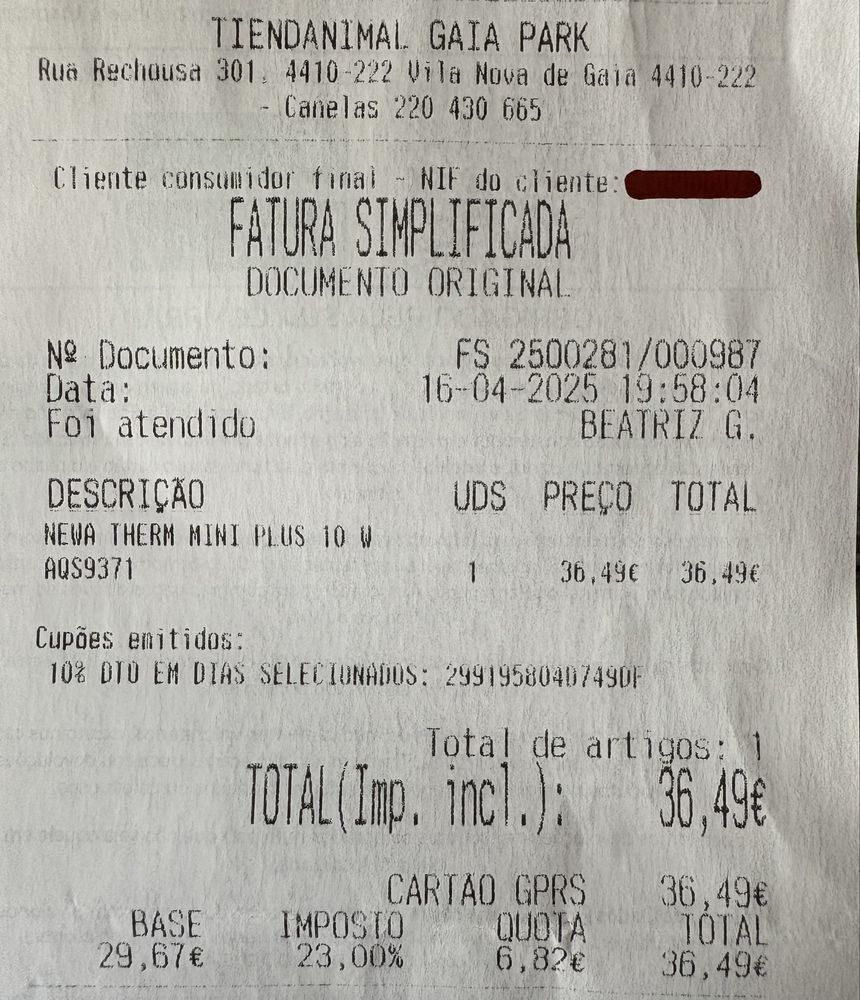 TIENDANIMAL GAIA PARK
Rua Rechousa 301, 4410-222 Vila Nova de Gaia 4410-222
- Canelas 220 430 665
Cliente consumidor final - NIF do cliente:
FATURA SIMPLIFICADA
DOCUMENTO ORIGINAL
Nº Documento: FS 2500281/000987
Data: 16-04-2025 19:58:04
Foi atendido BEATRIZ G.
DESCRIÇÃO UDS PREÇO TOTAL
NEWA THERM MINI PLUS 10 W
AQS9371 1 36,49€ 36,49€
Cupões emitidos:
10% DTO EM DIAS SELECIONADOS: 299195804D749DF
Total de artigos: 1
TOTAL(Imp. incl.): 36,49€
CARTÃO GPRS 36,49€
BASE IMPOSTO QUOTA TOTAL
29,67€ 23,00% 6,82€ 36,49€